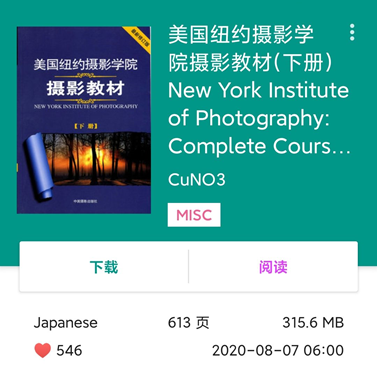 美国纽约摄影学
院摄影教材(下册)
New York Institute
of Photography:
Complete Cours...
CuNO3
MISC
最新修订版
美国纽约摄影学院
摄影教材
NEW YORK INSTITUTE OF PHOTOGRAPHY
【下册】
中国摄影出版社
下载
阅读
Japanese
613 页
315.6 MB
546
2020-08-07 06:00